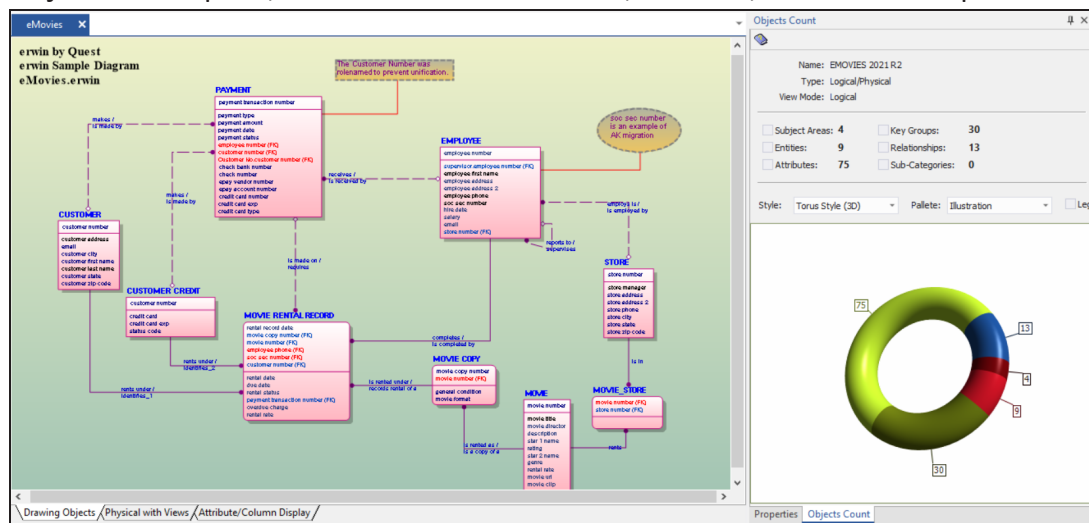 eMovies
erwin by Quest
erwin Sample Diagram
eMovies.erwin
The Customer Number was
rolenamed to prevent unification.
soc sec number
is an example of
AK migration
PAYMENT
payment transaction number
payment type
payment amount
payment date
payment status
employee number (FK)
customer number (FK)
Customer No.customer number (FK)
check bank number
check number
epay vendor number
epay account number
credit card number
credit card exp
credit card type
makes /
is made by
makes /
is made by
receives /
is received by
EMPLOYEE
employee number
supervisor.employee number (FK)
employee first name
employee address
employee address 2
employee phone
soc sec number
hire date
salary
email
store number (FK)
employs /
is employed by
reports to /
supervises
CUSTOMER
customer number
customer address
email
customer city
customer first name
customer last name
customer state
customer zip code
is made on /
requires
STORE
store number
store manager
store address
store address 2
store phone
store city
store state
store zip code
CUSTOMER CREDIT
customer number
credit card
credit card exp
status code
MOVIE RENTAL RECORD
rental record date
movie copy number (FK)
movie number (FK)
employee phone (FK)
soc sec number (FK)
customer number (FK)
rental date
due date
rental status
payment transaction number (FK)
overdue charge
rental rate
completes /
is completed by
rents under /
identifies_2
rents under /
identifies_1
is rented under /
records rental of a
MOVIE COPY
movie copy number
movie number (FK)
general condition
movie format
is in
MOVIE_STORE
movie number (FK)
store number (FK)
MOVIE
movie number
movie title
movie director
description
star 1 name
rating
star 2 name
genre
rental rate
movie url
movie clip
is rented as /
is a copy of a
rents
Drawing Objects
Physical with Views
Attribute/Column Display
Objects Count
Name: EMOVIES 2021 R2
Type: Logical/Physical
View Mode: Logical
Subject Areas: 4 Key Groups: 30
Entities: 9 Relationships: 13
Attributes: 75 Sub-Categories: 0
Style: Torus Style (3D) Pallete: Illustration Leg
75
13
4
9
30
Properties Objects Count